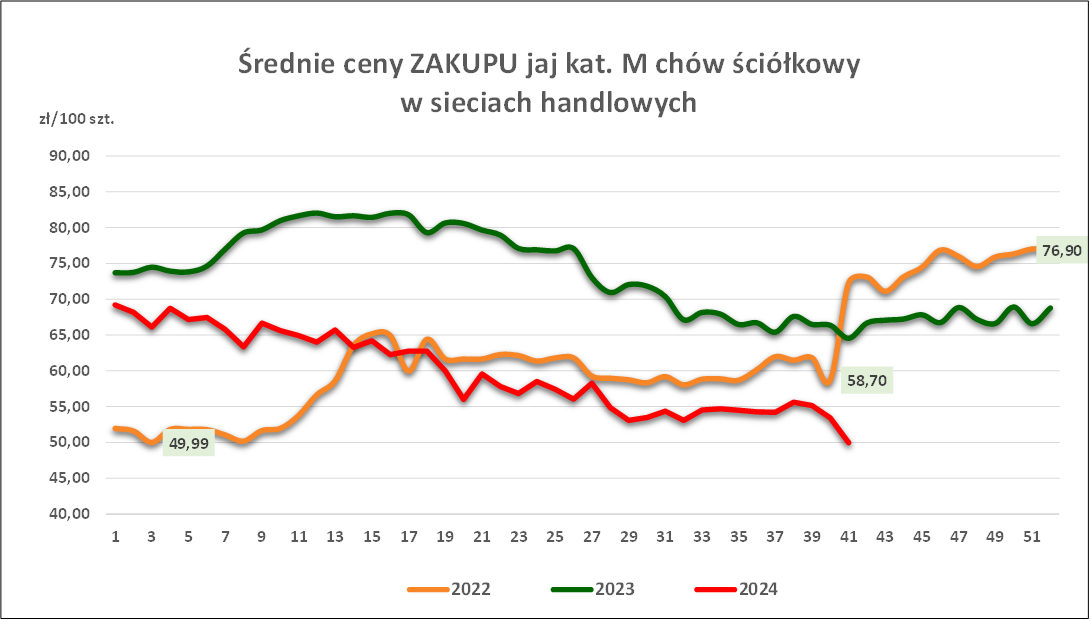 Średnie ceny ZAKUPU jaj kat. M chów ściółkowy
w sieciach handlowych
zł/100 szt.
90,00
85,00
80,00
75,00
70,00
65,00
60,00
55,00
50,00
45,00
40,00
76,90
58,70
49,99
1 3 5 7 9 11 13 15 17 19 21 23 25 27 29 31 33 35 37 39 41 43 45 47 49 51
2022 2023 2024